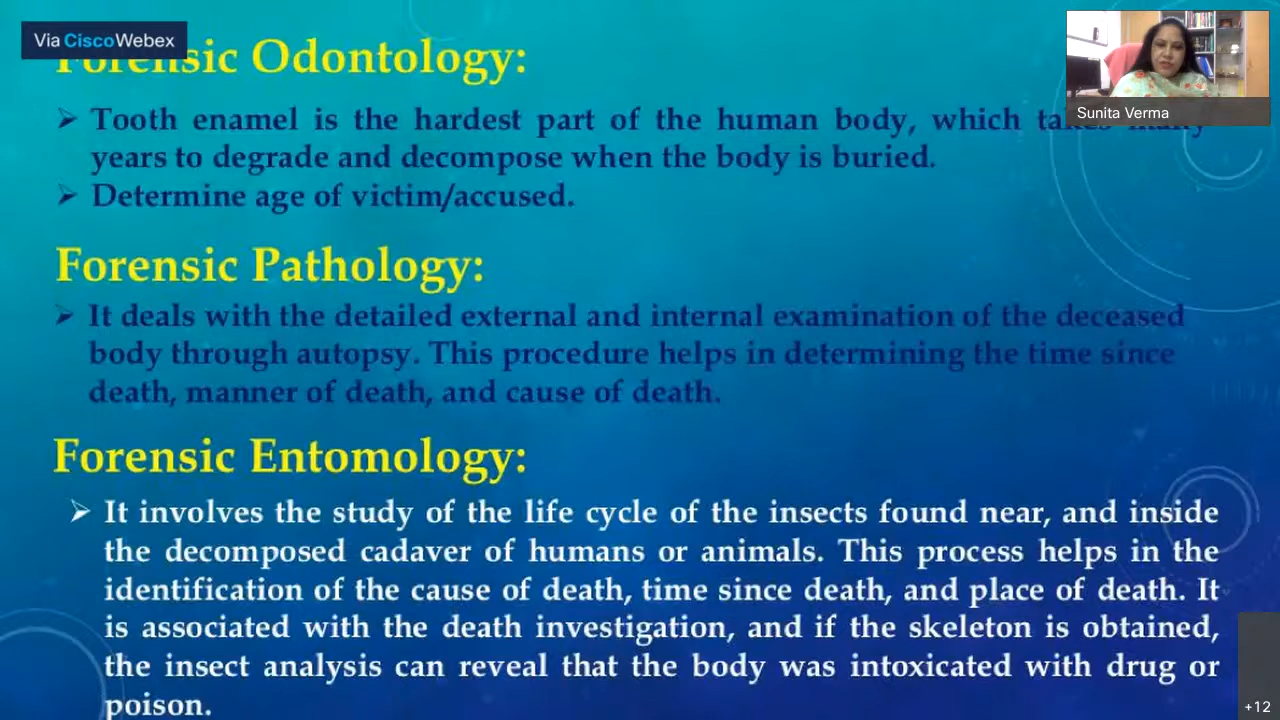 Via CiscoWebex
Forensic Odontology:
Sunita Verma
➢ Tooth enamel is the hardest part of the human body, which takes many
years to degrade and decompose when the body is buried.
➢ Determine age of victim/accused.
Forensic Pathology:
➢ It deals with the detailed external and internal examination of the deceased
body through autopsy. This procedure helps in determining the time since
death, manner of death, and cause of death.
Forensic Entomology:
➢ It involves the study of the life cycle of the insects found near, and inside
the decomposed cadaver of humans or animals. This process helps in the
identification of the cause of death, time since death, and place of death. It
is associated with the death investigation, and if the skeleton is obtained,
the insect analysis can reveal that the body was intoxicated with drug or
poison.
+12